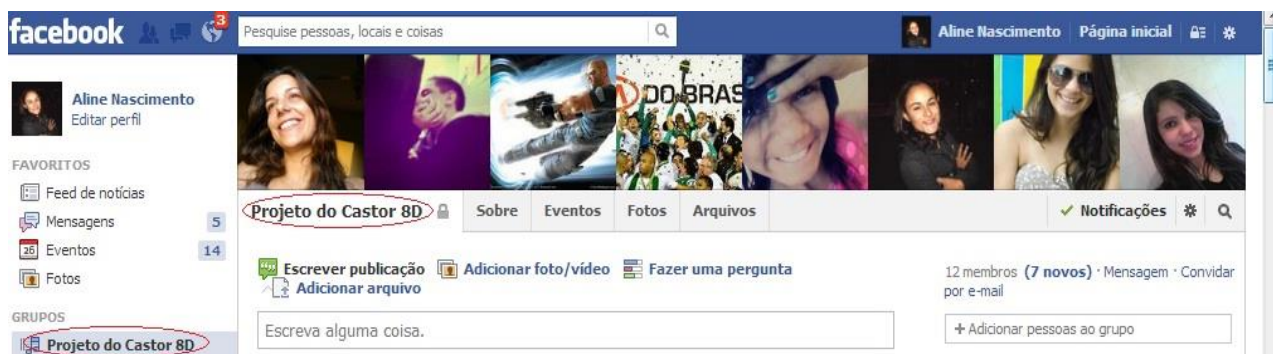 facebook
3
Pesquise pessoas, locais e coisas
Aline Nascimento
Página inicial
Aline Nascimento
Editar perfil
FAVORITOS
Feed de notícias
Mensagens 5
26 Eventos 14
Fotos
GRUPOS
Projeto do Castor 8D
DO BRAS
Projeto do Castor 8D Sobre Eventos Fotos Arquivos
✓ Notificações
Escrever publicação Adicionar foto/vídeo Fazer uma pergunta
Adicionar arquivo
Escreva alguma coisa.
12 membros (7 novos) · Mensagem · Convidar
por e-mail
+ Adicionar pessoas ao grupo